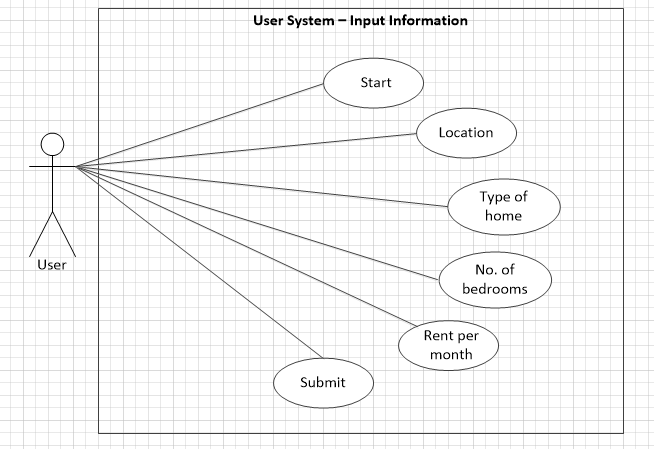 User System – Input Information
Start
Location
Type of
home
No. of
bedrooms
Rent per
month
Submit
User